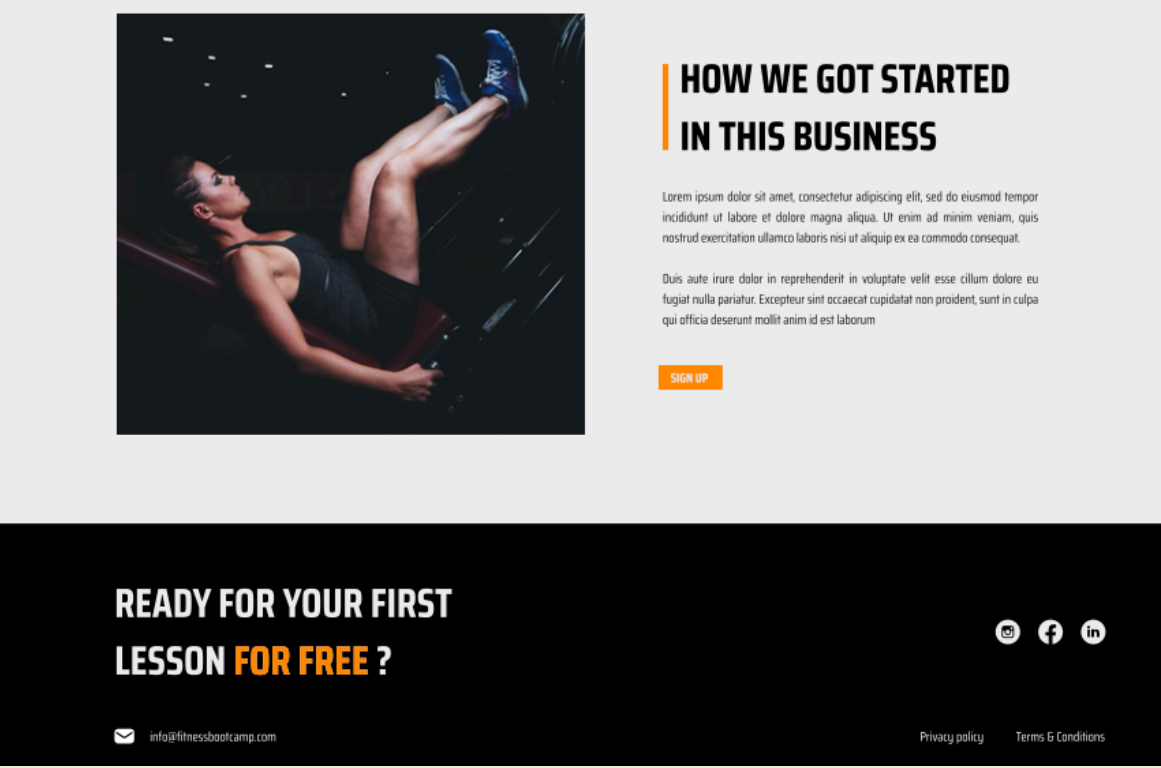 HOW WE GOT STARTED
IN THIS BUSINESS
Lorem ipsum dolor sit amet, consectetur adipiscing elit, sed do eiusmod tempor
incididunt ut labore et dolore magna aliqua. Ut enim ad minim veniam, quis
nostrud exercitation ullamco laboris nisi ut aliquip ex ea commodo consequat.
Duis aute irure dolor in reprehenderit in voluptate velit esse cillum dolore eu
fugiat nulla pariatur. Excepteur sint occaecat cupidatat non proident, sunt in culpa
qui officia deserunt mollit anim id est laborum
SIGN UP
READY FOR YOUR FIRST
LESSON FOR FREE ?
in
info@fitnessbootcamp.com
Privacy policy
Terms & Conditions